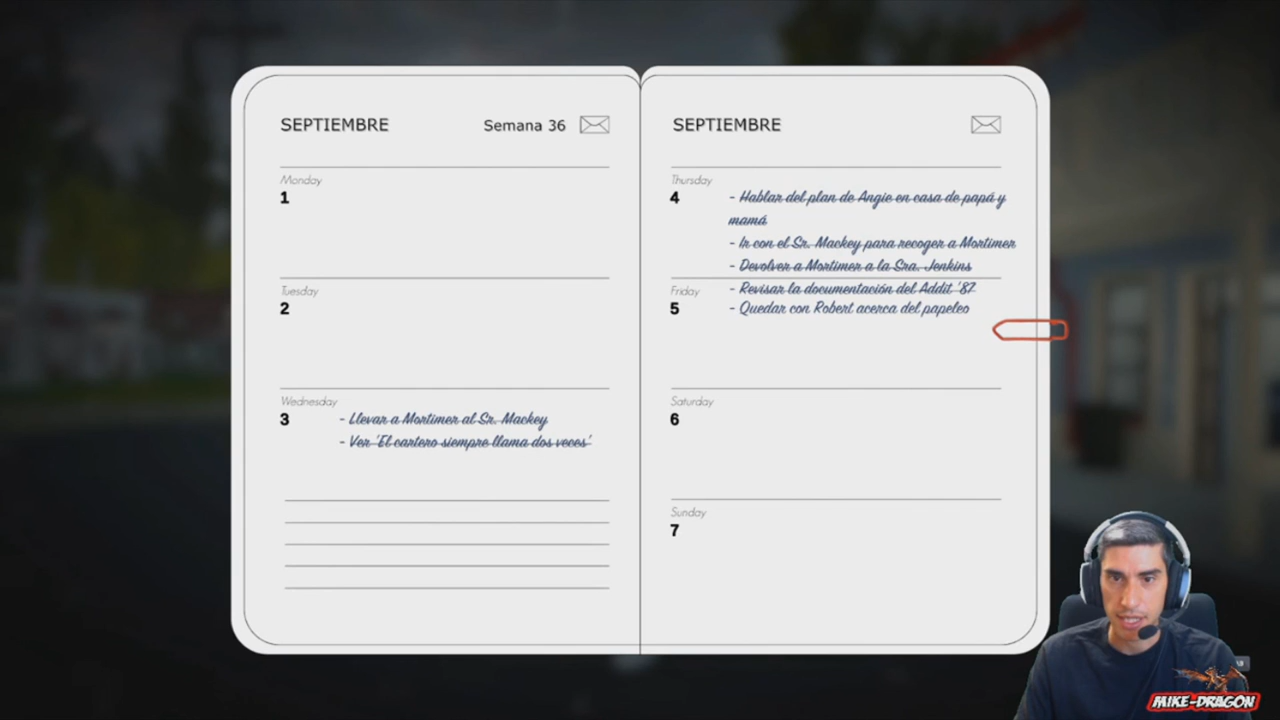 SEPTIEMBRE Semana 36
Monday
1
Tuesday
2
Wednesday
3 - Llevar a Mortimer al Sr. Mackey
- Ver 'El cartero siempre llama dos veces'
SEPTIEMBRE
Thursday
4 - Hablar del plan de Angie en casa de papá y
mamá
- Ir con el Sr. Mackey para recoger a Mortimer
- Devolver a Mortimer a la Sra. Jenkins
- Revisar la documentación del Addit '87
Friday
5 - Quedar con Robert acerca del papeleo
Saturday
6
Sunday
7
MIKE-DRAGON